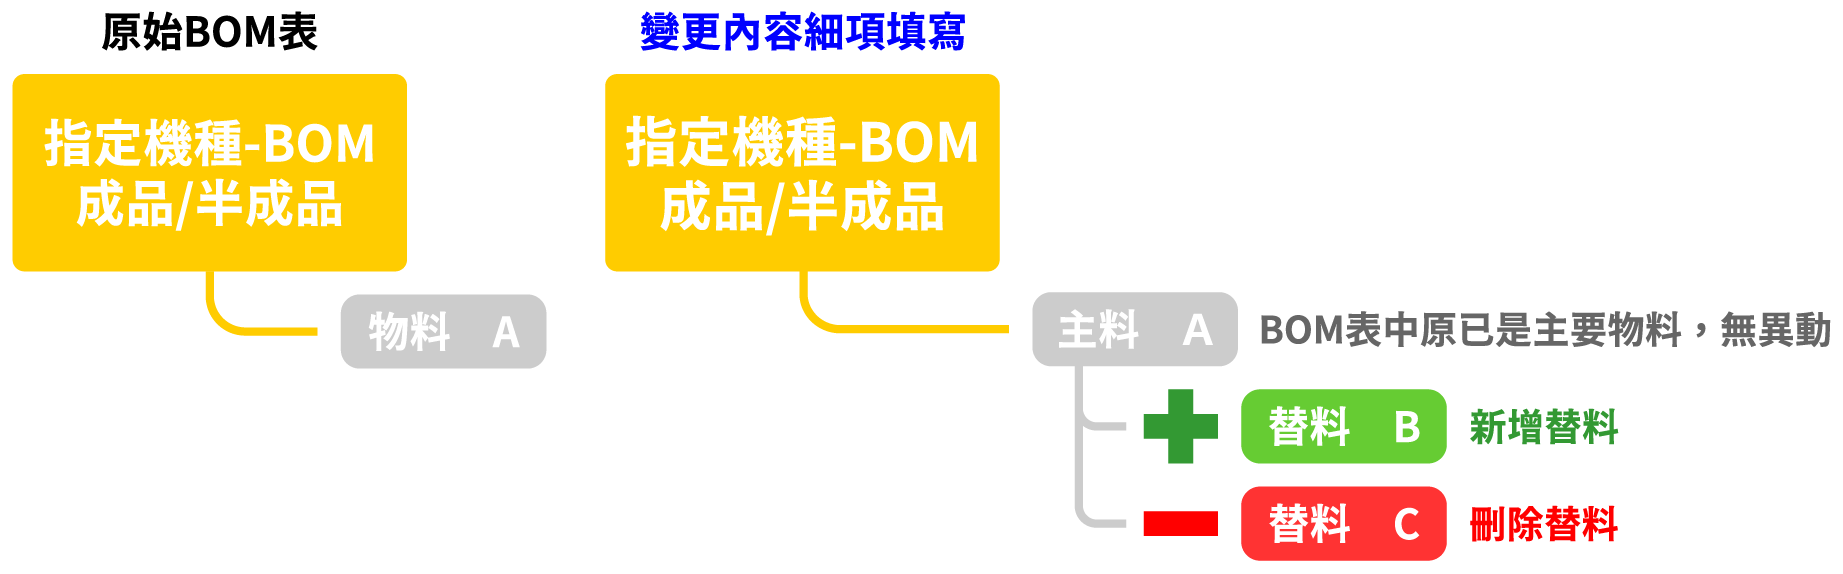 原始BOM表
指定機種-BOM
成品/半成品
物料 A
變更內容細項填寫
指定機種-BOM
成品/半成品
主料 A
BOM表中原已是主要物料，無異動
替料 B
新增替料
替料 C
刪除替料